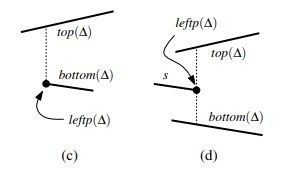 top(Δ)
bottom(Δ)
leftp(Δ)
(c)
leftp(Δ)
top(Δ)
s
bottom(Δ)
(d)